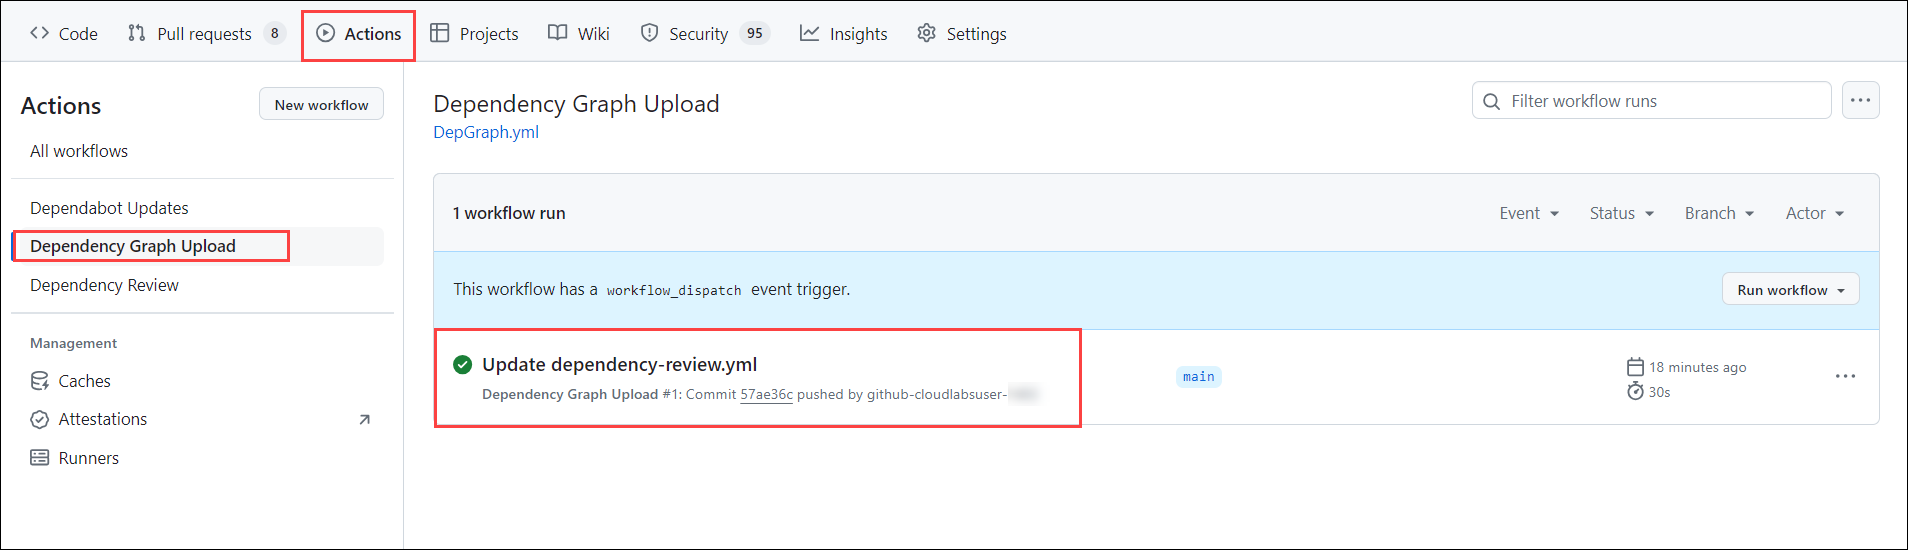 Code Pull requests 8 Actions Projects Wiki Security 95 Insights Settings
Actions
New workflow
All workflows
Dependabot Updates
Dependency Graph Upload
Dependency Review
Management
Caches
Attestations
Runners
Dependency Graph Upload
DepGraph.yml
Filter workflow runs
1 workflow run
Event Status Branch Actor
This workflow has a workflow_dispatch event trigger.
Run workflow
Update dependency-review.yml
Dependency Graph Upload #1: Commit 57ae36c pushed by github-cloudlabsuser-
main
18 minutes ago
30s